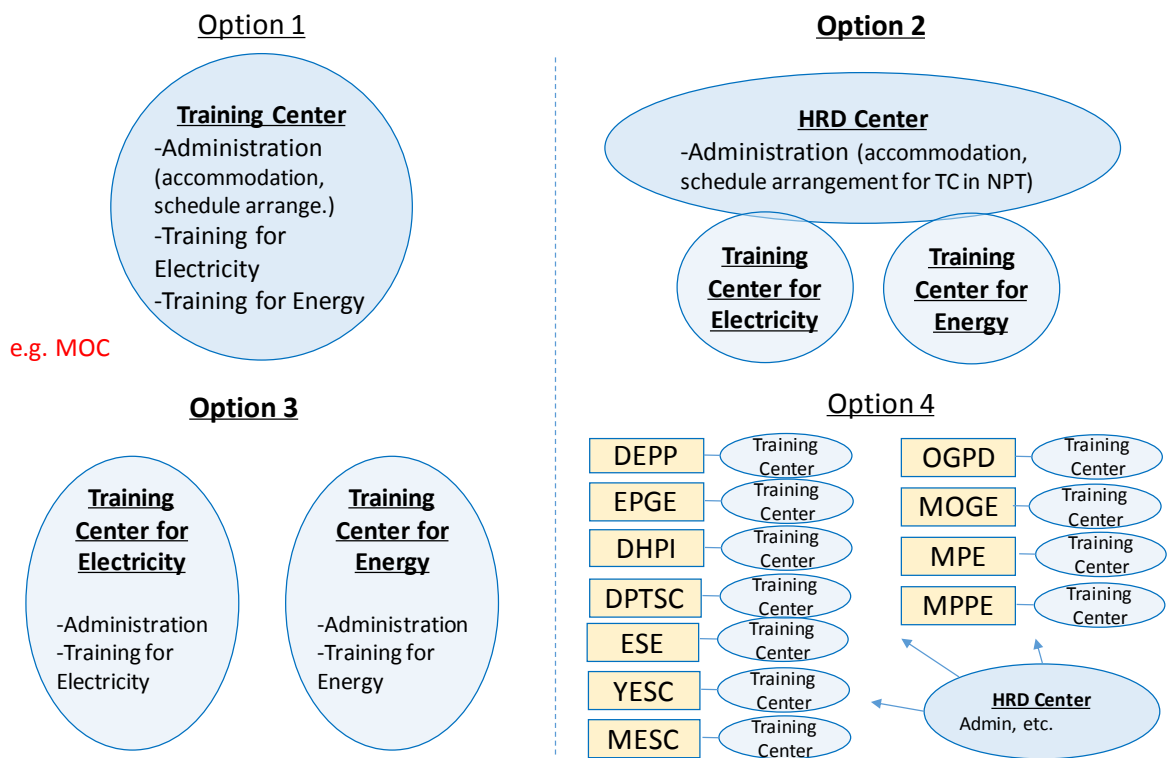 Option 1
Training Center
-Administration
(accommodation,
schedule arrange.)
-Training for
Electricity
-Training for Energy
e.g. MOC
Option 2
HRD Center
-Administration (accommodation,
schedule arrangement for TC in NPT)
Training
Center for
Electricity
Training
Center for
Energy
Option 3
Training
Center for
Electricity
-Administration
-Training for
Electricity
Training
Center for
Energy
-Administration
-Training for
Energy
Option 4
DEPP
Training
Center
EPGE
Training
Center
DHPI
Training
Center
DPTSC
Training
Center
ESE
Training
Center
YESC
Training
Center
MESC
Training
Center
OGPD
Training
Center
MOGE
Training
Center
MPE
Training
Center
MPPE
Training
Center
HRD Center
Admin, etc.